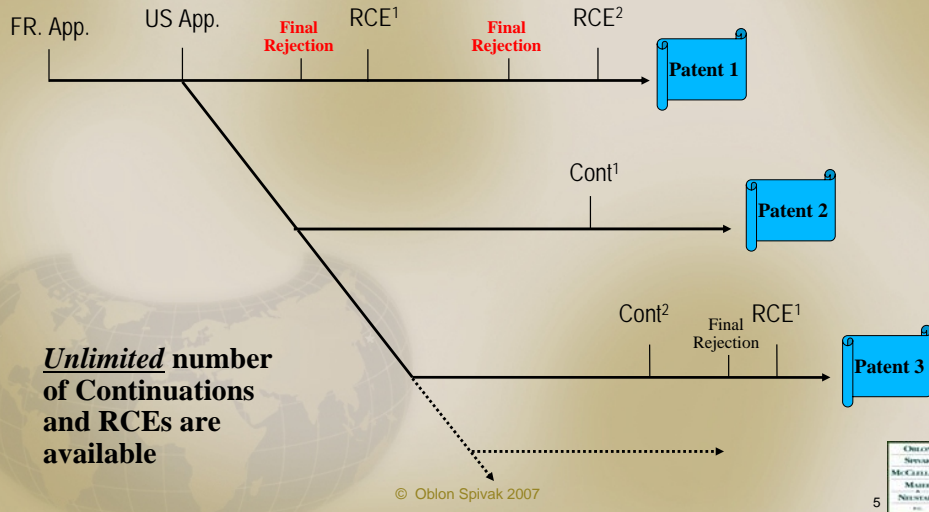 FR. App.
US App.
Final
Rejection
RCE¹
Final
Rejection
RCE²
Patent 1
Cont¹
Patent 2
Cont²
Final
Rejection
RCE¹
Patent 3
Unlimited number
of Continuations
and RCEs are
available
© Oblon Spivak 2007
5